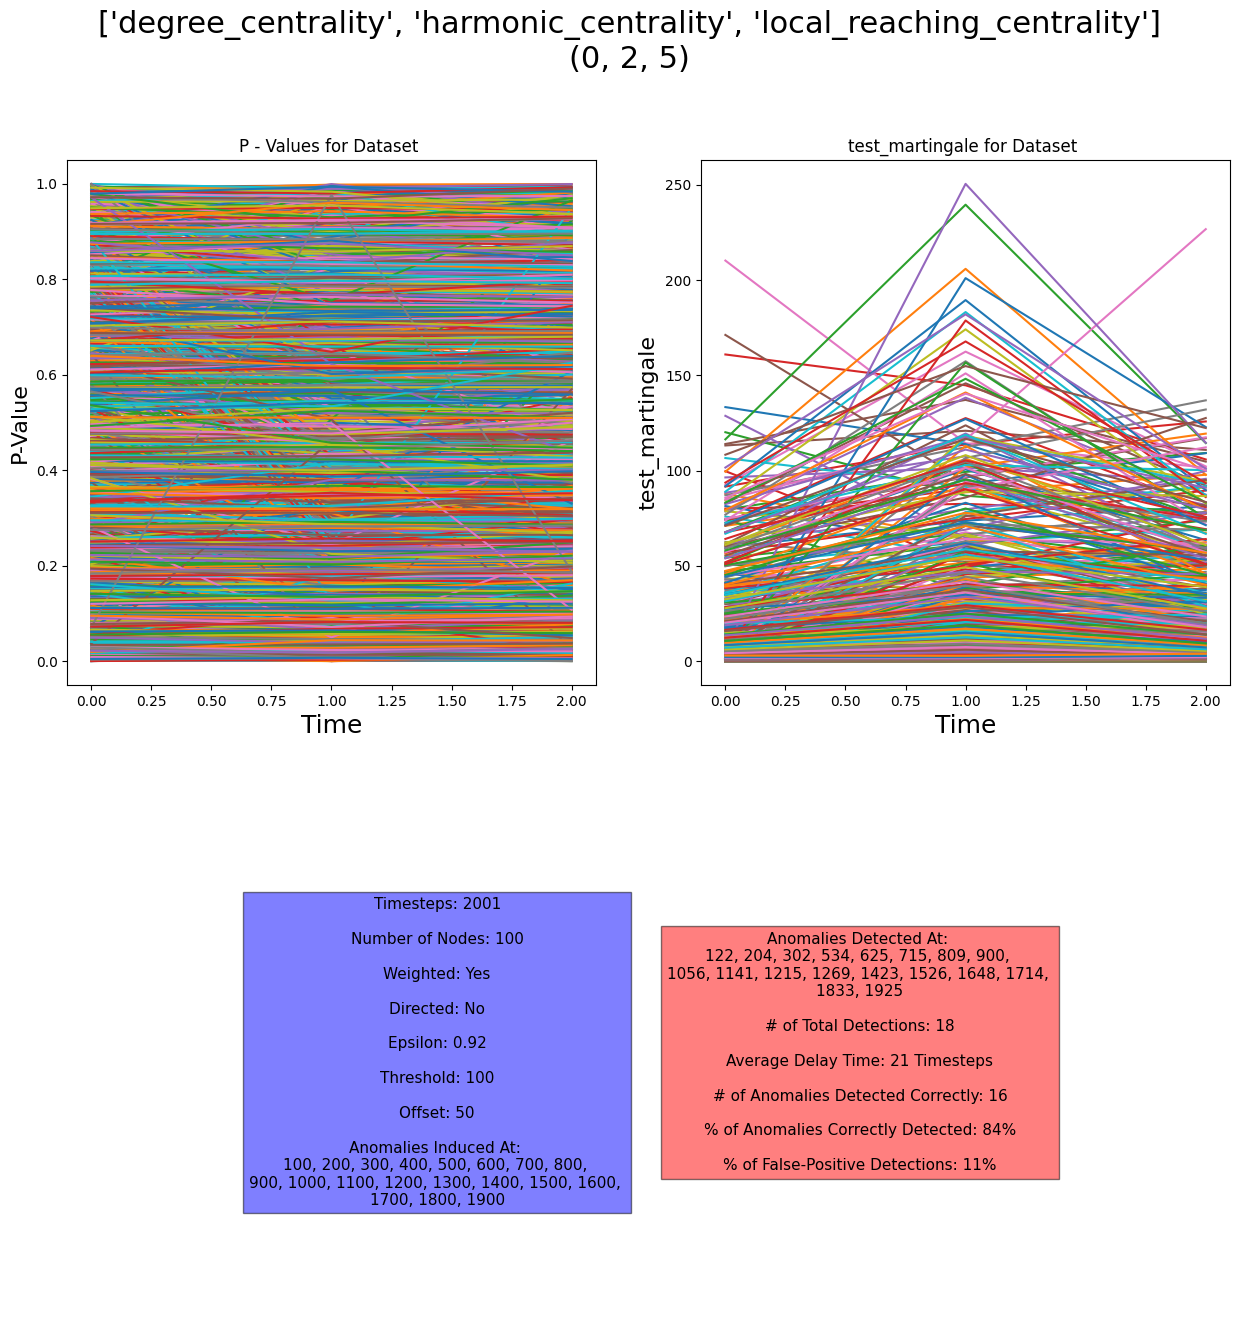 ['degree_centrality', 'harmonic_centrality', 'local_reaching_centrality']
(0, 2, 5)
P - Values for Dataset
1.0
0.8
0.6
0.4
0.2
0.0
P-Value
0.00 0.25 0.50 0.75 1.00 1.25 1.50 1.75 2.00
Time
test_martingale for Dataset
250
200
150
100
50
0
test_martingale
0.00 0.25 0.50 0.75 1.00 1.25 1.50 1.75 2.00
Time
Timesteps: 2001
Number of Nodes: 100
Weighted: Yes
Directed: No
Epsilon: 0.92
Threshold: 100
Offset: 50
Anomalies Induced At:
100, 200, 300, 400, 500, 600, 700, 800,
900, 1000, 1100, 1200, 1300, 1400, 1500, 1600,
1700, 1800, 1900
Anomalies Detected At:
122, 204, 302, 534, 625, 715, 809, 900,
1056, 1141, 1215, 1269, 1423, 1526, 1648, 1714,
1833, 1925
# of Total Detections: 18
Average Delay Time: 21 Timesteps
# of Anomalies Detected Correctly: 16
% of Anomalies Correctly Detected: 84%
% of False-Positive Detections: 11%